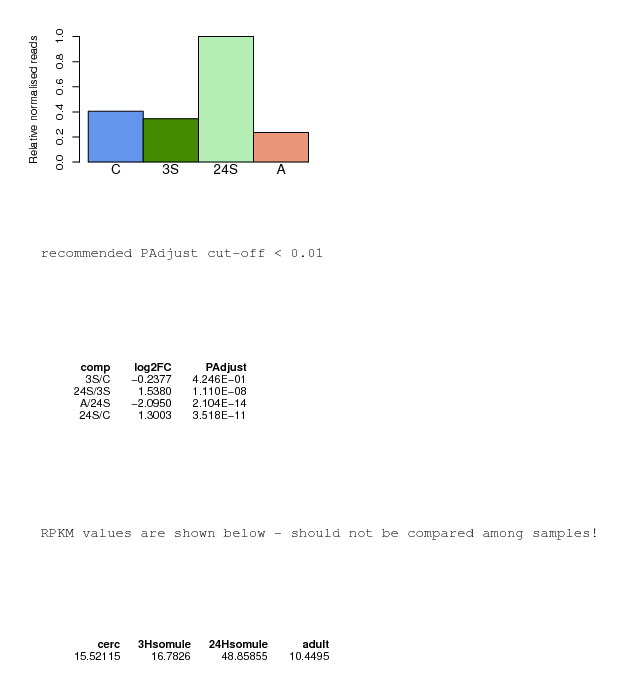 Relative normalised reads
1.0
0.8
0.6
0.4
0.2
0.0
C 3S 24S A
recommended PAdjust cut-off < 0.01
comp log2FC PAdjust
3S/C −0.2377 4.246E−01
24S/3S 1.5380 1.110E−08
A/24S −2.0950 2.104E−14
24S/C 1.3003 3.518E−11
RPKM values are shown below - should not be compared among samples!
cerc 3Hsomule 24Hsomule adult
15.52115 16.7826 48.85855 10.4495